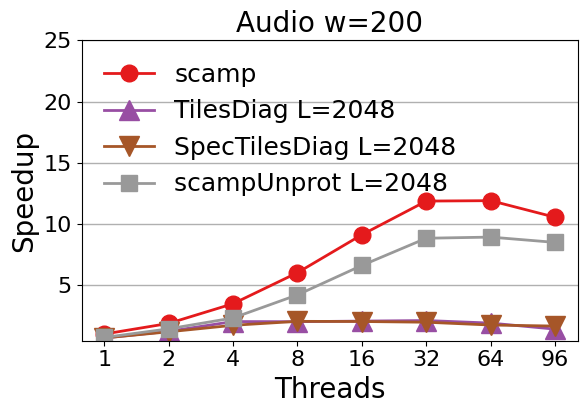 Audio w=200
25
20
15
10
5
Speedup
scamp
TilesDiag L=2048
SpecTilesDiag L=2048
scampUnprot L=2048
1 2 4 8 16 32 64 96
Threads